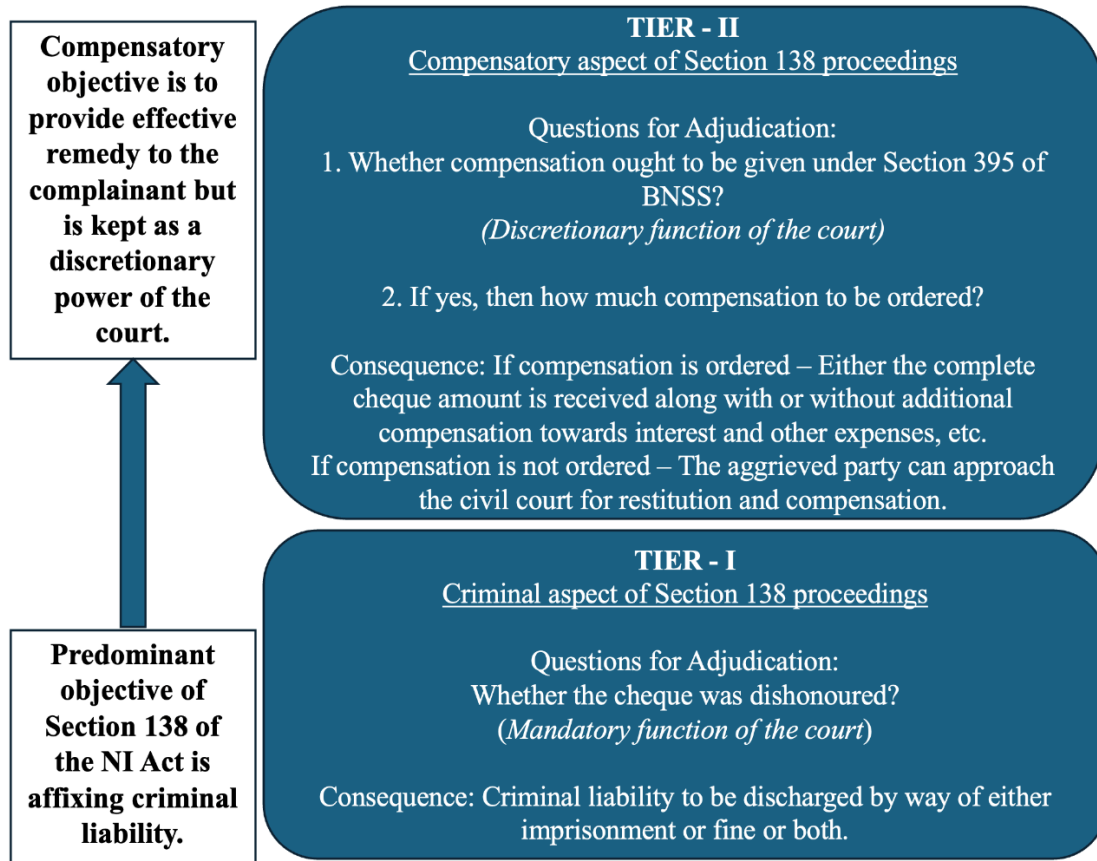 Compensatory
objective is to
provide effective
remedy to the
complainant but
is kept as a
discretionary
power of the
court.
TIER - II
Compensatory aspect of Section 138 proceedings
Questions for Adjudication:
1. Whether compensation ought to be given under Section 395 of
BNSS?
(Discretionary function of the court)
2. If yes, then how much compensation to be ordered?
Consequence: If compensation is ordered – Either the complete
cheque amount is received along with or without additional
compensation towards interest and other expenses, etc.
If compensation is not ordered – The aggrieved party can approach
the civil court for restitution and compensation.
Predominant
objective of
Section 138 of
the NI Act is
affixing criminal
liability.
TIER - I
Criminal aspect of Section 138 proceedings
Questions for Adjudication:
Whether the cheque was dishonoured?
(Mandatory function of the court)
Consequence: Criminal liability to be discharged by way of either
imprisonment or fine or both.